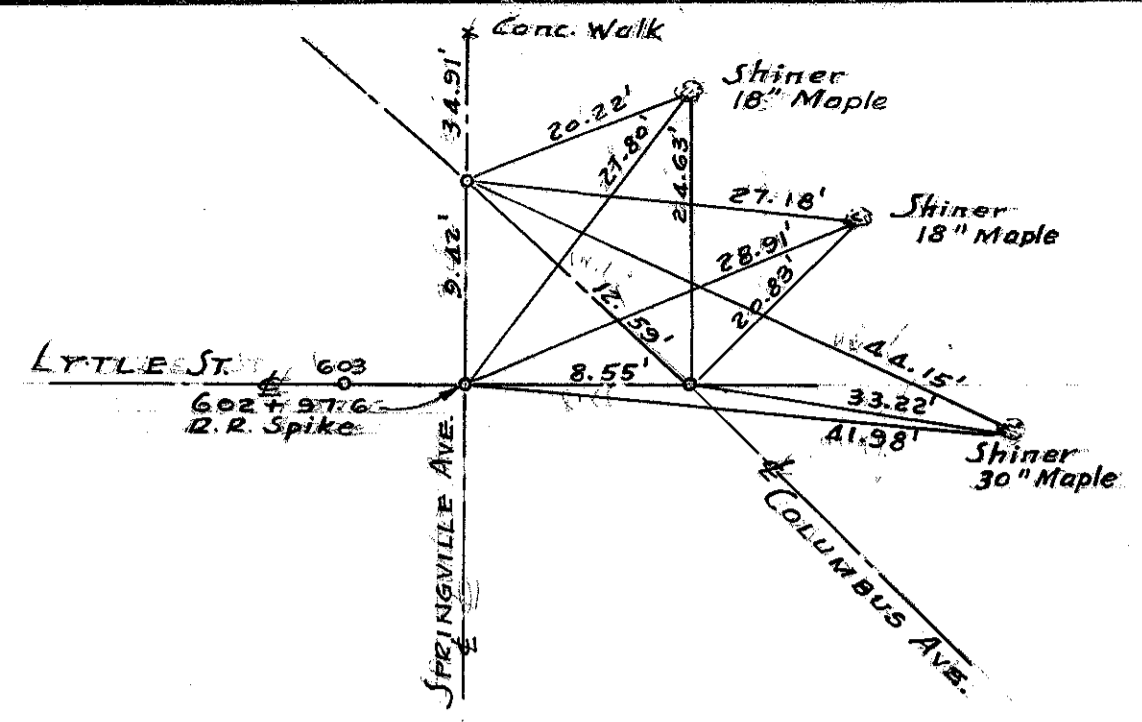 Conc. Walk
34.91'
Shiner
18" Maple
20.22'
27.80'
24.63'
27.18'
Shiner
18" Maple
9.42'
28.91'
20.83'
12.59'
LYTLE ST.
603
8.55'
44.15'
33.22'
41.98'
602 + 97.6
R.R. Spike
Shiner
30" Maple
SPRINGVILLE AVE.
COLUMBUS AVE.